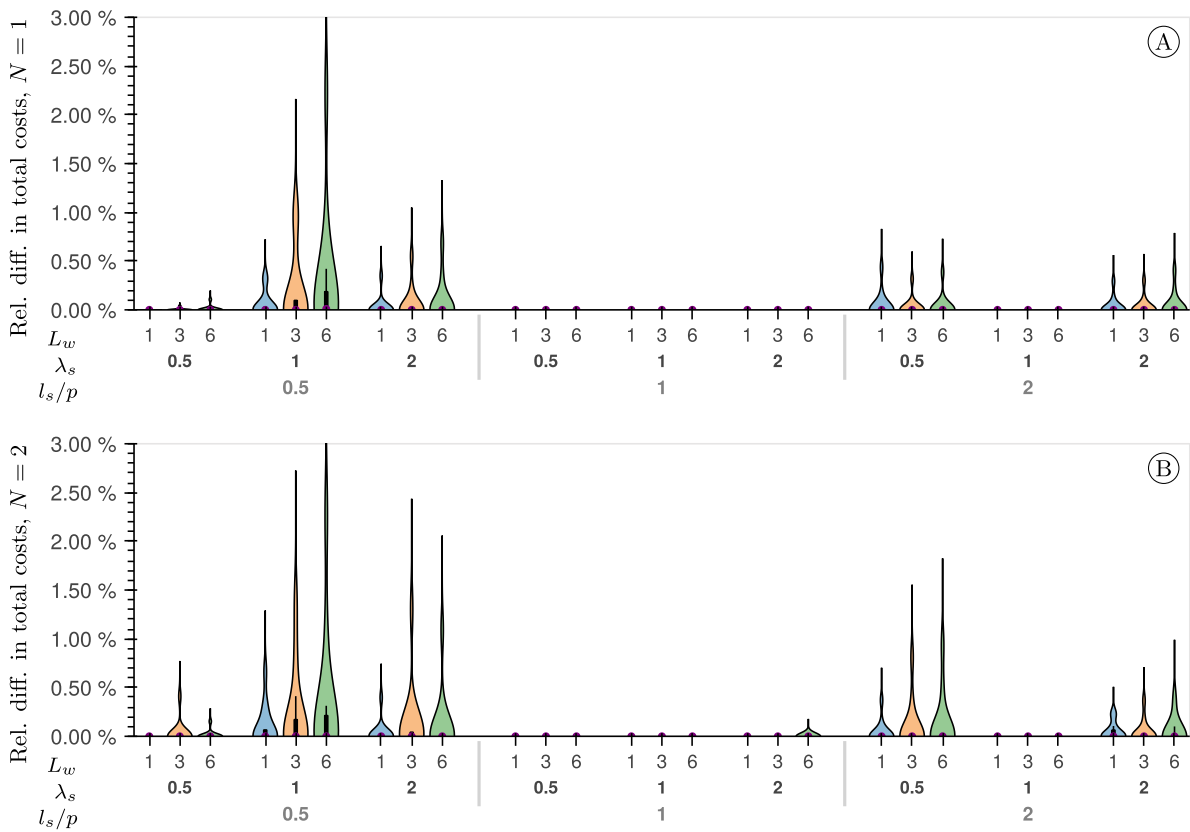 Rel. diff. in total costs, N = 1
A
3.00 %
2.50 %
2.00 %
1.50 %
1.00 %
0.50 %
0.00 %
L_w 1 3 6 1 3 6 1 3 6 1 3 6 1 3 6 1 3 6 1 3 6 1 3 6 1 3 6
λ_s 0.5 1 2 0.5 1 2 0.5 1 2
l_s/p 0.5 1 2
Rel. diff. in total costs, N = 2
B
3.00 %
2.50 %
2.00 %
1.50 %
1.00 %
0.50 %
0.00 %
L_w 1 3 6 1 3 6 1 3 6 1 3 6 1 3 6 1 3 6 1 3 6 1 3 6 1 3 6
λ_s 0.5 1 2 0.5 1 2 0.5 1 2
l_s/p 0.5 1 2